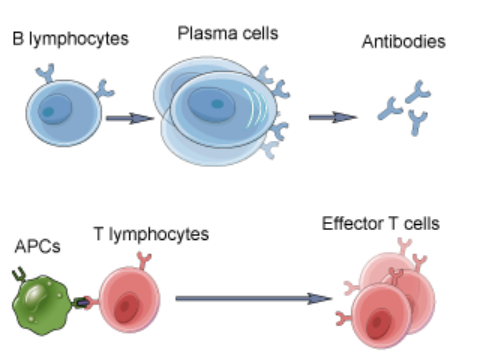 B lymphocytes
Plasma cells
Antibodies
APCs
T lymphocytes
Effector T cells